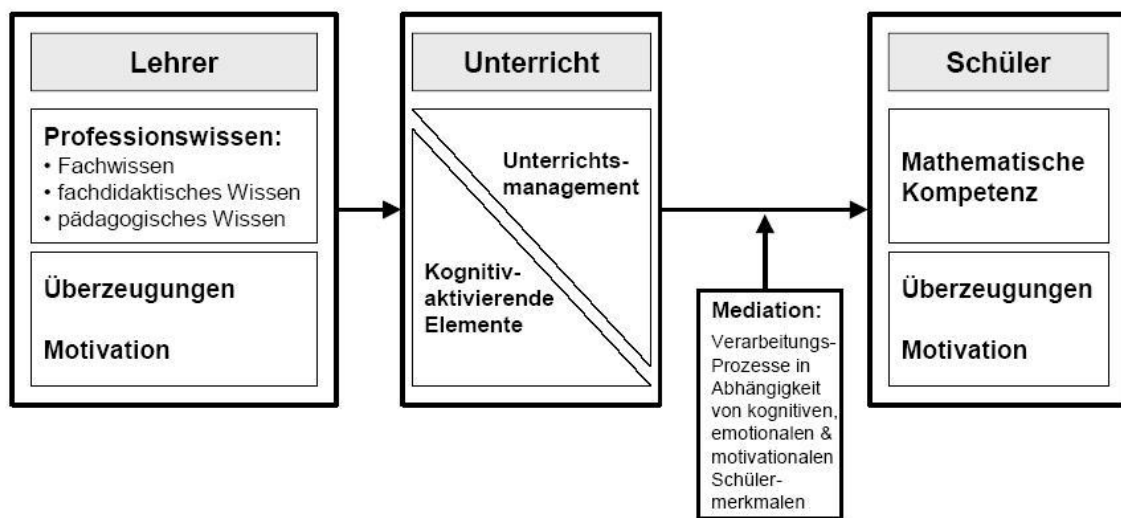 Lehrer
Professionswissen:
• Fachwissen
• fachdidaktisches Wissen
• pädagogisches Wissen
Überzeugungen
Motivation
Unterricht
Unterrichts-
management
Kognitiv-
aktivierende
Elemente
Mediation:
Verarbeitungs-
Prozesse in
Abhängigkeit
von kognitiven,
emotionalen &
motivationalen
Schüler-
merkmalen
Schüler
Mathematische
Kompetenz
Überzeugungen
Motivation